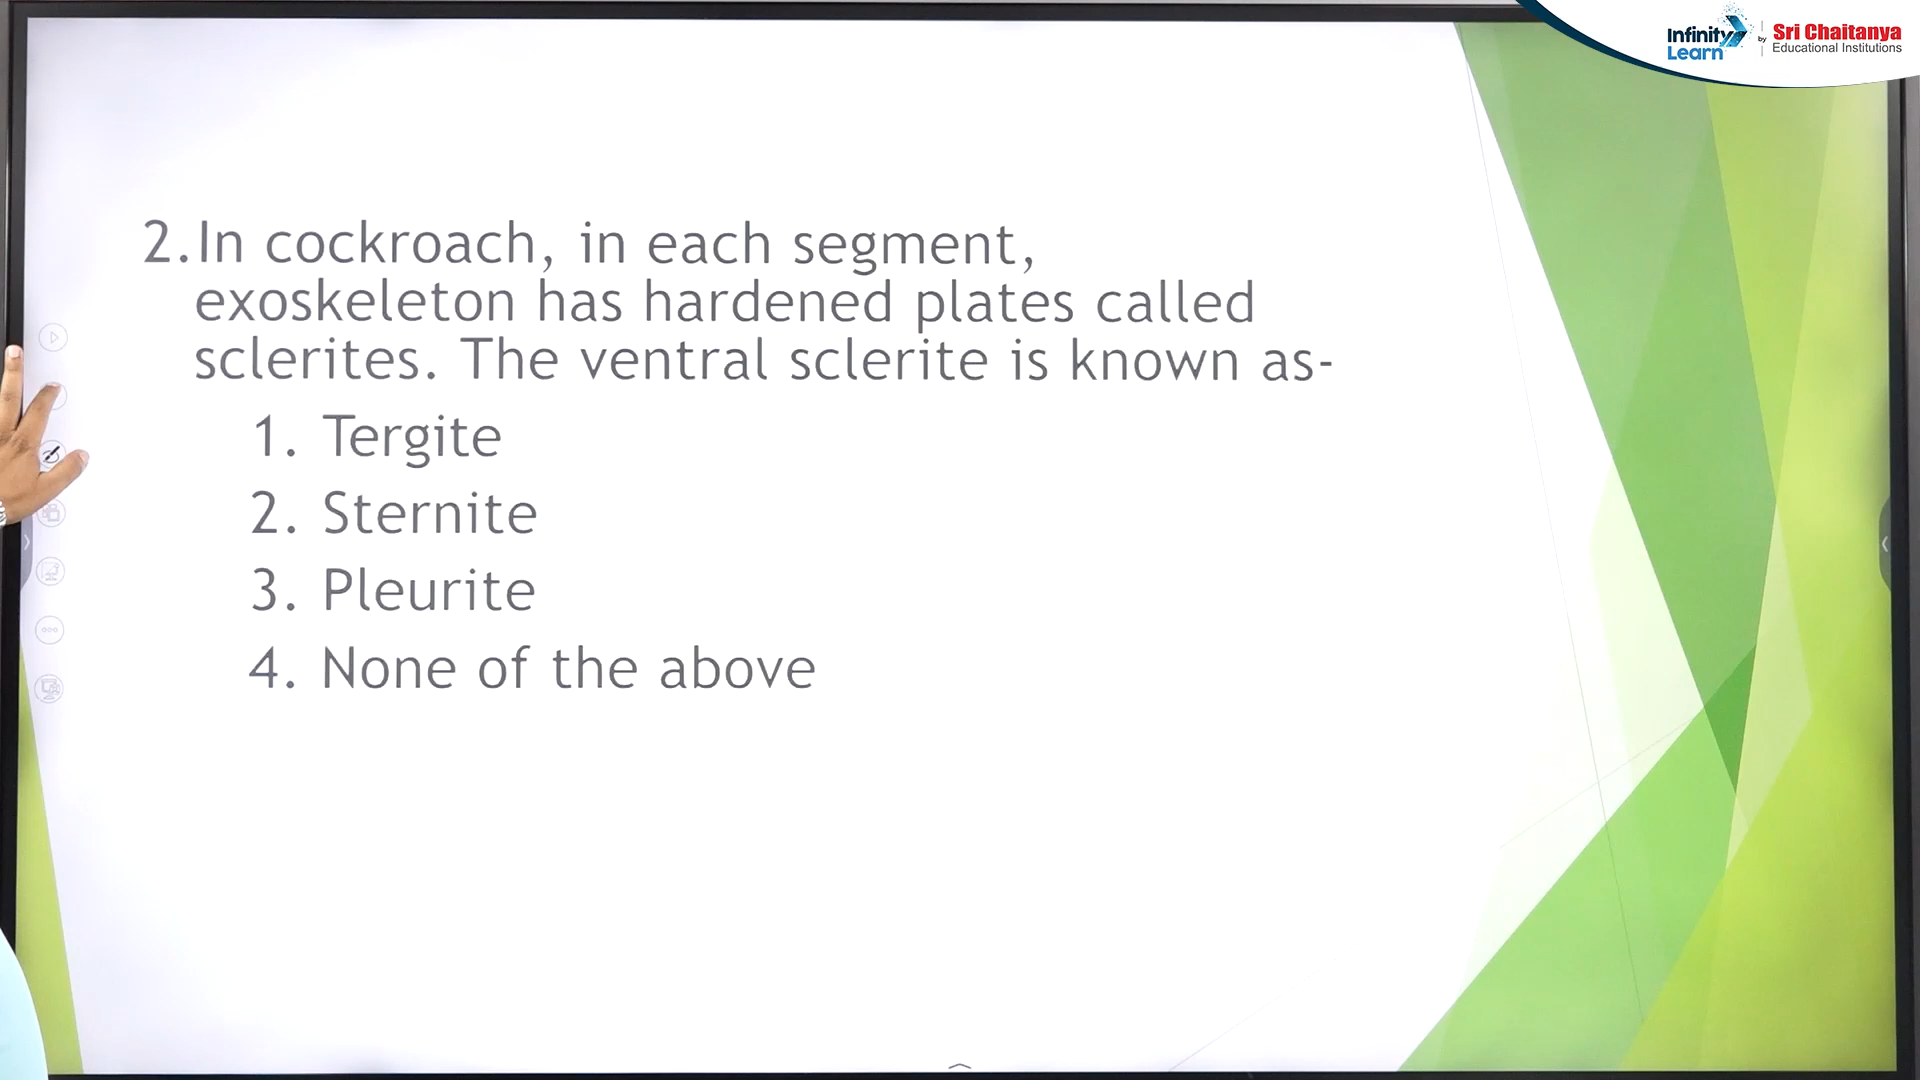 Infinity
Learn
by
Sri Chaitanya
Educational Institutions
2.In cockroach, in each segment,
exoskeleton has hardened plates called
sclerites. The ventral sclerite is known as-
1. Tergite
2. Sternite
3. Pleurite
4. None of the above